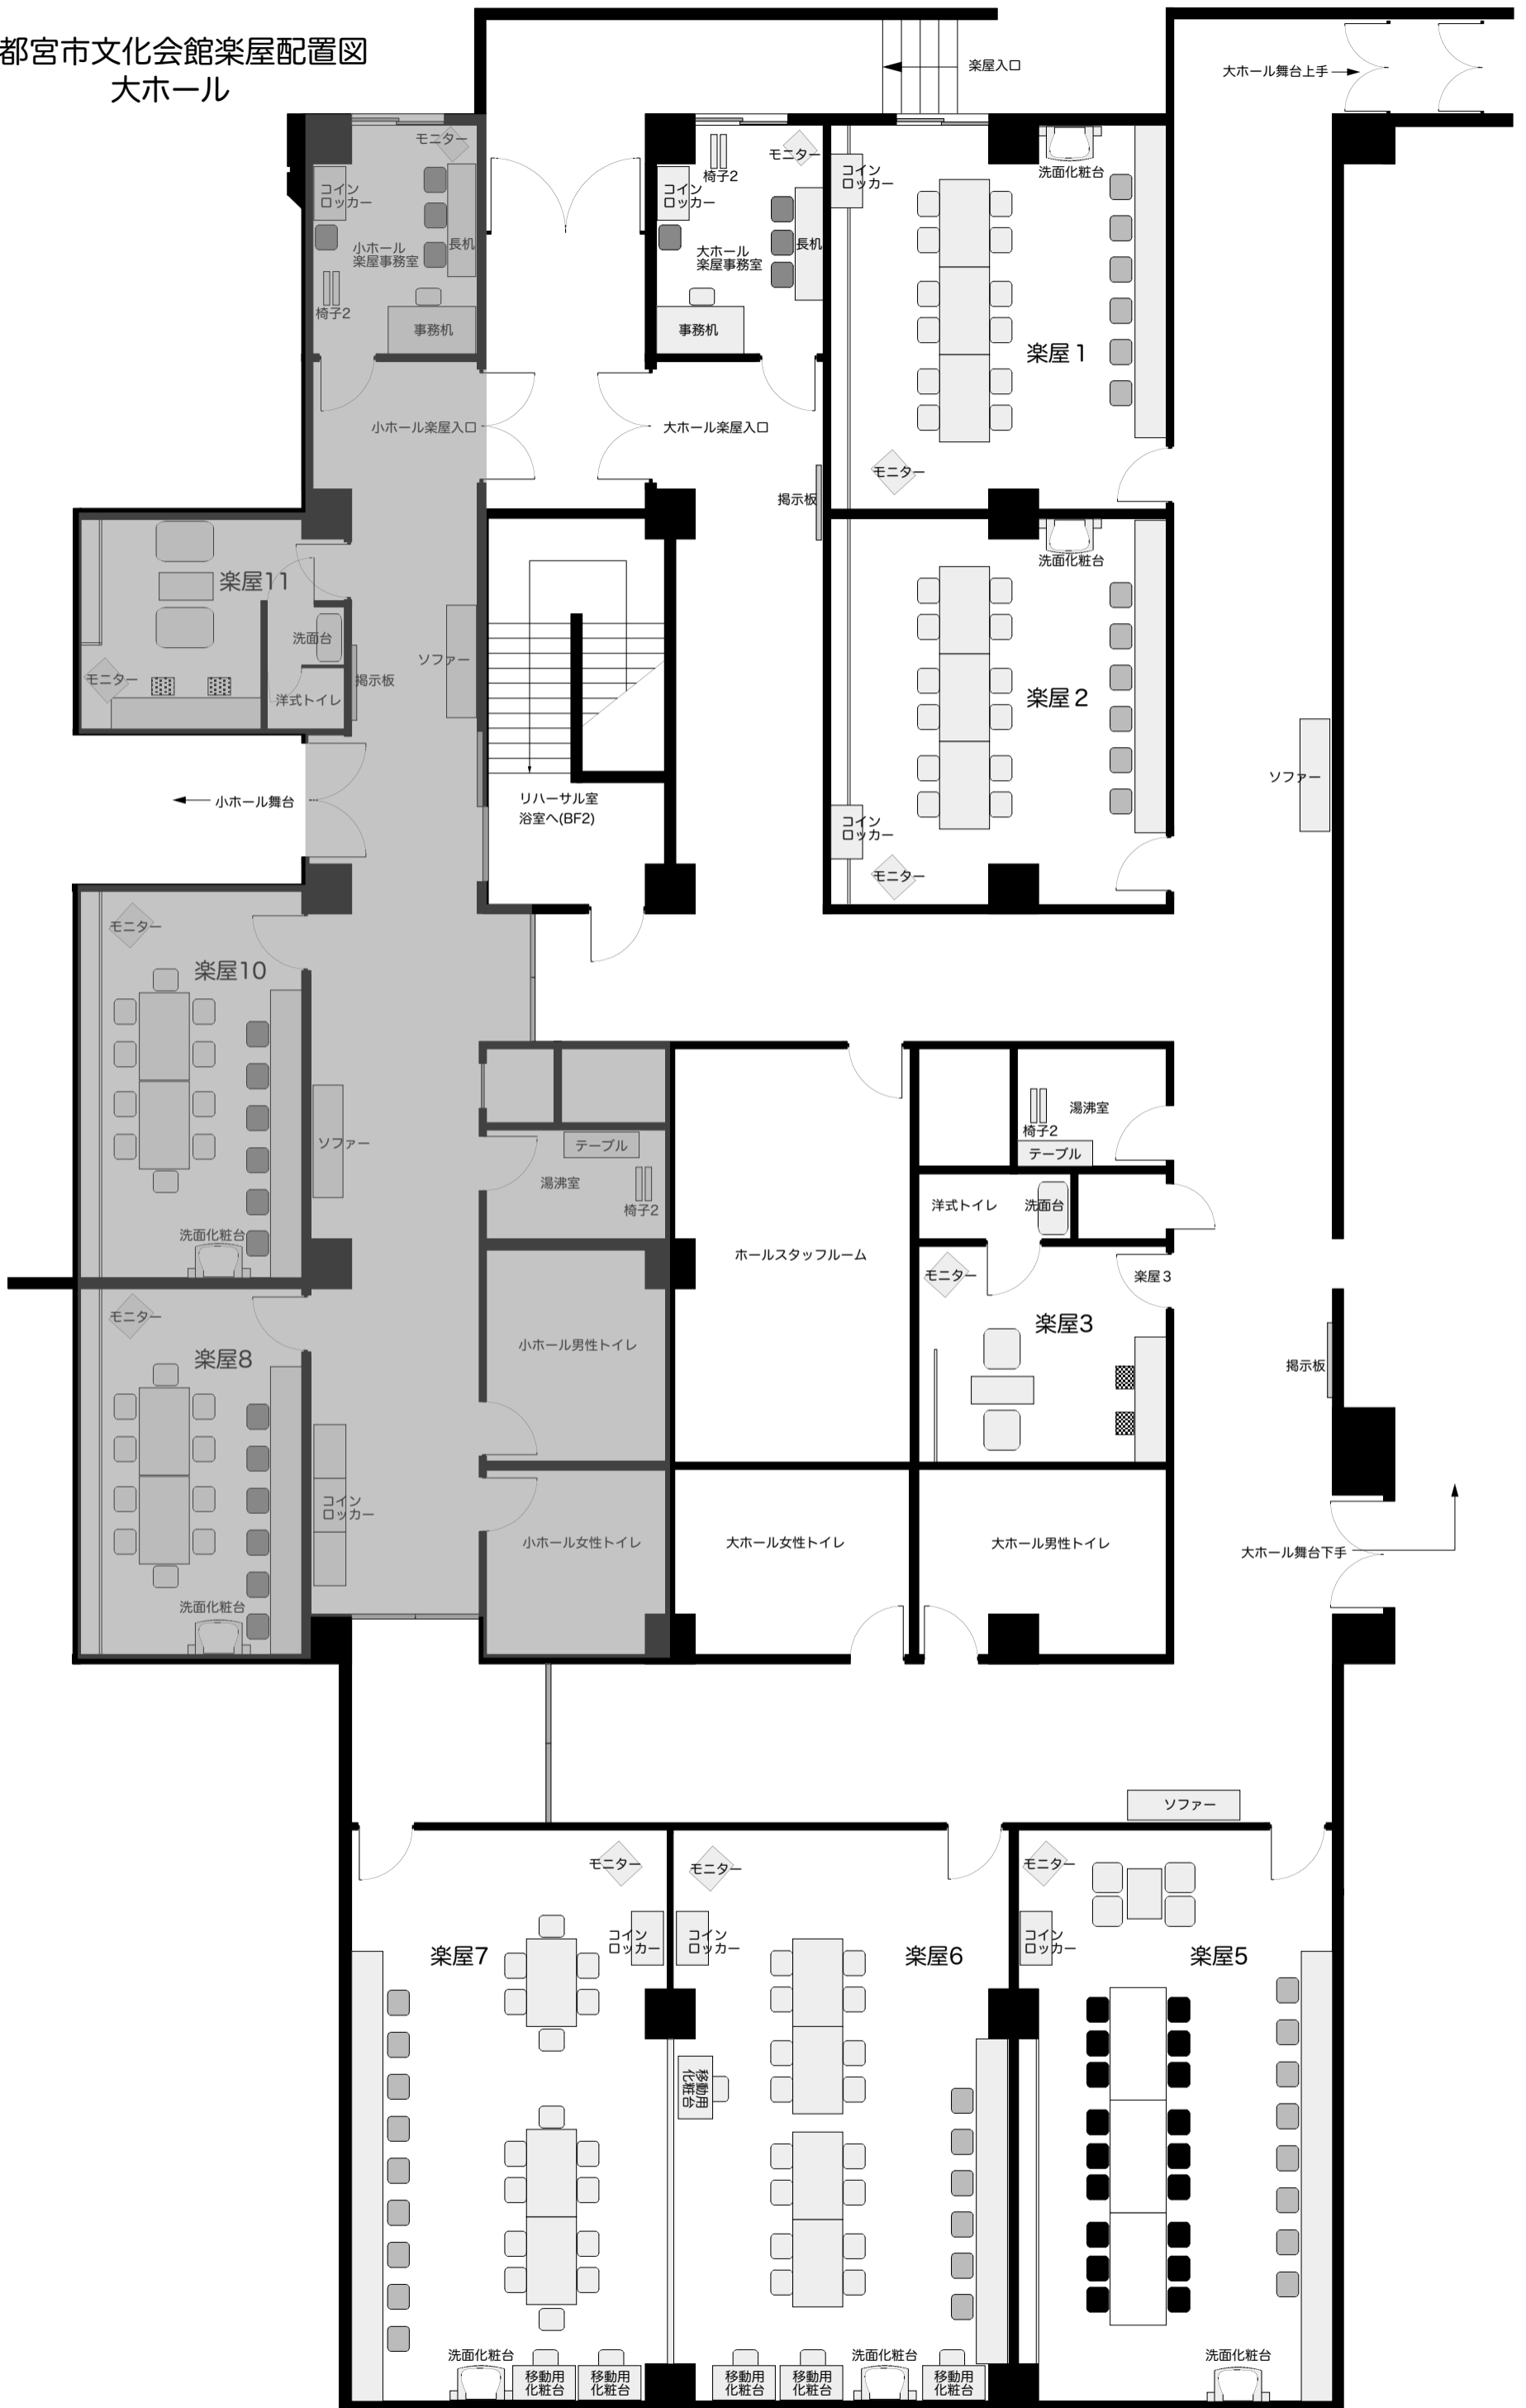 都宮市文化会館楽屋配置図
大ホール
楽屋入口
大ホール舞台上手
モニター
コイン
ロッカー
小ホール
楽屋事務室
長机
椅子2
事務机
椅子2
モニター
コイン
ロッカー
大ホール
楽屋事務室
長机
事務机
コイン
ロッカー
洗面化粧台
楽屋1
モニター
小ホール楽屋入口
大ホール楽屋入口
掲示板
洗面化粧台
楽屋2
コイン
ロッカー
モニター
ソファー
楽屋11
洗面台
モニター
洋式トイレ
掲示板
ソファー
小ホール舞台
リハーサル室
浴室へ(BF2)
モニター
楽屋10
ソファー
洗面化粧台
テーブル
湯沸室
椅子2
湯沸室
椅子2
テーブル
洋式トイレ
洗面台
ホールスタッフルーム
モニター
楽屋3
楽屋3
掲示板
モニター
楽屋8
小ホール男性トイレ
コイン
ロッカー
洗面化粧台
小ホール女性トイレ
大ホール女性トイレ
大ホール男性トイレ
大ホール舞台下手
ソファー
モニター
コイン
ロッカー
楽屋7
洗面化粧台
移動用
化粧台
移動用
化粧台
モニター
コイン
ロッカー
楽屋6
移動用
化粧台
移動用
化粧台
移動用
化粧台
洗面化粧台
移動用
化粧台
モニター
コイン
ロッカー
楽屋5
洗面化粧台